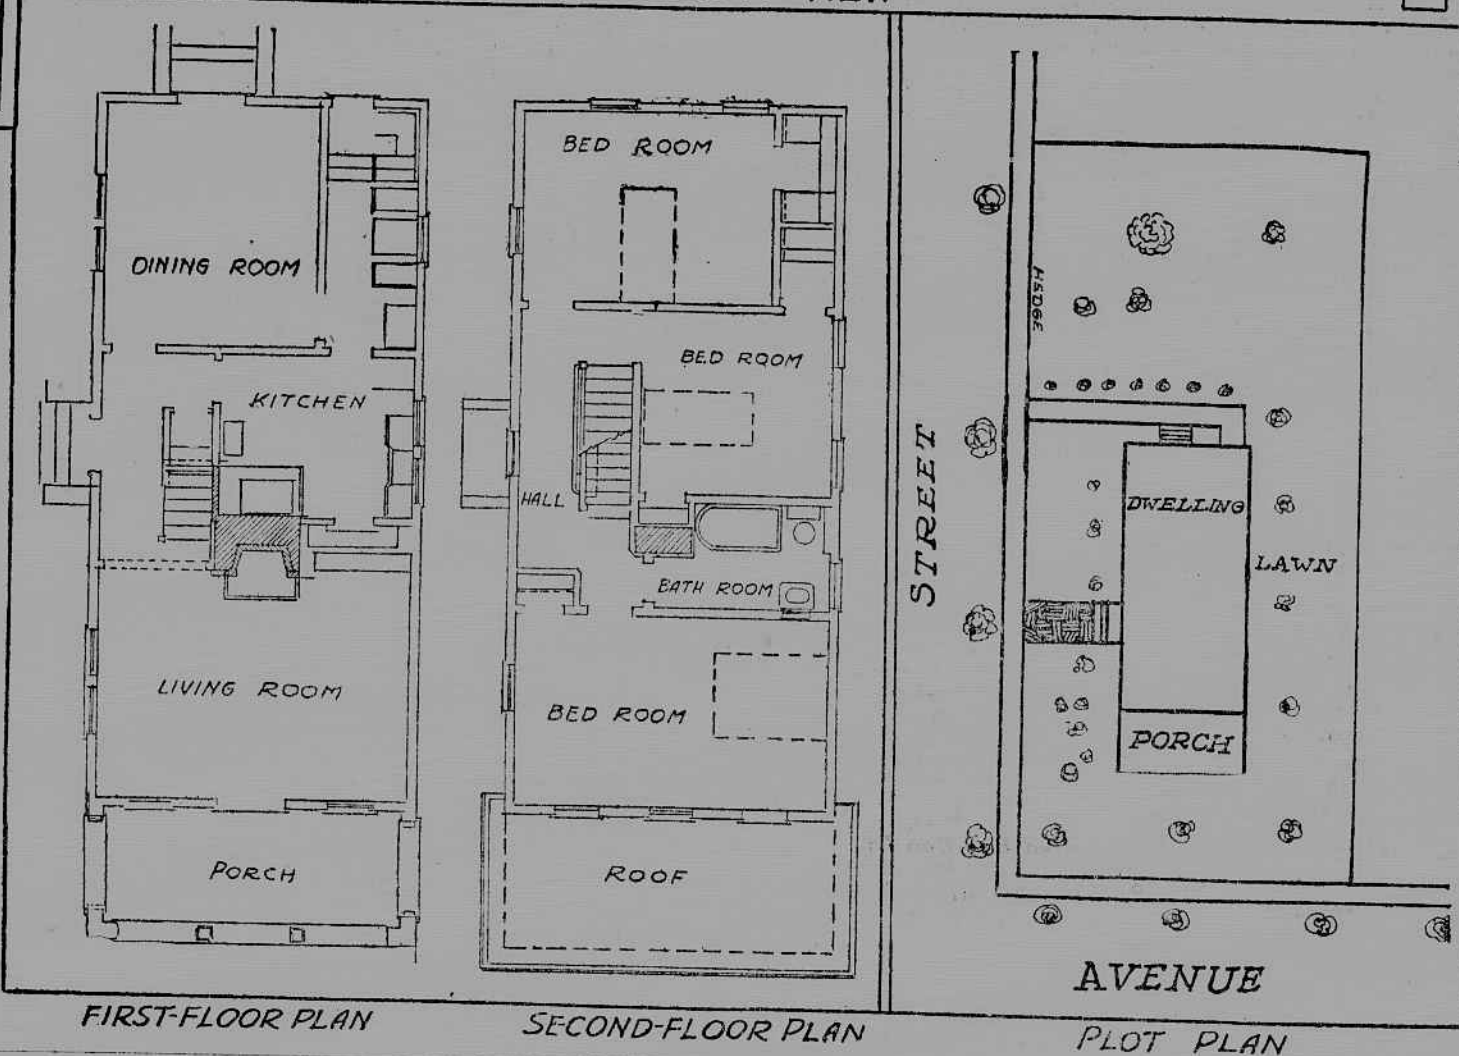 DINING ROOM
KITCHEN
LIVING ROOM
PORCH
FIRST-FLOOR PLAN
BED ROOM
BED ROOM
HALL
BATH ROOM
BED ROOM
ROOF
SECOND-FLOOR PLAN
HEDGE
STREET
DWELLING
LAWN
PORCH
AVENUE
PLOT PLAN